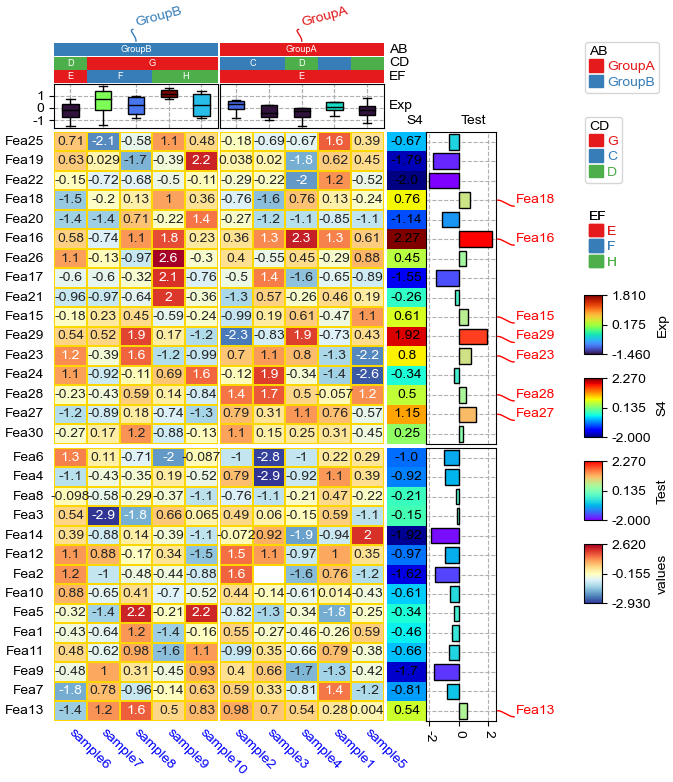 GroupB GroupA
GroupB GroupA AB
D G C D CD
E F H E EF
1
0
-1
Exp
S4 Test
Fea25 0.71 -2.1 -0.58 1.1 0.48 -0.18 -0.69 -0.67 1.6 0.39 -0.67
Fea19 0.63 0.029 -1.7 -0.39 2.2 0.038 0.02 -1.8 0.62 0.45 -1.79
Fea22 -0.15 -0.72 -0.68 -0.5 -0.11 -0.29 -0.22 -2 1.2 -0.52
Fea18 -1.5 -0.2 0.13 1 0.36 -0.76 -1.6 0.76 0.13 -0.24 0.76 Fea18
Fea20 -1.4 -1.4 0.71 -0.22 1.4 -0.27 -1.2 -1.1 -0.85 -1.1 -1.14
Fea16 0.58 -0.74 1.1 1.8 0.23 0.36 1.3 2.3 1.3 0.61 2.27 Fea16
Fea26 1.1 -0.13 -0.97 2.6 -0.3 0.4 -0.55 0.45 -0.29 0.88 0.45
Fea17 -0.6 -0.6 -0.32 2.1 -0.76 -0.5 1.4 -1.6 -0.65 -0.89 -1.55
Fea21 -0.96 -0.97 -0.64 2 -0.36 -1.3 0.57 -0.26 0.46 0.19 -0.26
Fea15 -0.18 0.23 0.45 -0.59 -0.24 -0.99 0.19 0.61 -0.47 1.1 0.61 Fea15
Fea29 0.54 0.52 1.9 0.17 -1.2 -2.3 -0.83 1.9 -0.73 0.43 1.92 Fea29
Fea23 1.2 -0.39 1.6 -1.2 -0.99 0.7 1.1 0.8 -1.3 -2.2 0.8 Fea23
Fea24 1.1 -0.92 -0.11 0.69 1.6 -0.12 1.9 -0.34 1.4 -2.6 -0.34
Fea28 -0.23 -0.43 0.59 0.14 -0.84 1.4 1.7 0.5 -0.057 1.2 0.5 Fea28
Fea27 -1.2 -0.89 0.18 -0.74 -1.3 0.79 0.31 1.1 0.76 -0.57 1.15 Fea27
Fea30 -0.27 0.17 1.2 -0.88 -0.13 1.1 0.15 0.25 0.31 -0.45 0.25
Fea6 1.3 0.11 -0.71 -2 -0.087 -1 -2.8 -1 0.22 0.29 -1.0
Fea4 -1.1 -0.43 -0.35 0.19 -0.52 0.79 -2.9 -0.92 1.1 0.39 -0.92
Fea8 -0.098 -0.58 -0.29 -0.37 -1.1 -0.76 -1.1 -0.21 0.47 -0.22 -0.21
Fea3 0.54 -2.9 -1.8 0.66 0.065 0.49 0.06 -0.15 0.59 -1.1 -0.15
Fea14 0.39 -0.88 0.14 -0.39 -1.1 -0.072 0.92 -1.9 -0.94 2 -1.92
Fea12 1.1 0.88 -0.17 0.34 -1.5 1.5 1.1 -0.97 1 0.35 -0.97
Fea2 1.2 -1 -0.48 -0.44 -0.88 1.6 -1.6 0.76 -1.2 -1.62
Fea10 0.88 -0.65 0.41 -0.7 -0.52 0.44 -0.14 -0.61 0.014 -0.43 -0.61
Fea5 -0.32 -1.4 2.2 -0.21 2.2 -0.82 -1.3 -0.34 -1.8 -0.25 -0.34
Fea1 -0.43 -0.64 1.2 -1.4 -0.16 0.55 -0.27 -0.46 -0.26 0.59 -0.46
Fea11 0.48 -0.62 0.98 -1.6 1.1 -0.99 0.35 -0.66 0.79 -0.38 -0.66
Fea9 -0.48 1 0.31 -0.45 0.93 0.4 0.66 -1.7 -1.3 -0.42 -1.7
Fea7 -1.8 0.78 -0.96 -0.14 0.63 0.59 0.33 -0.81 1.4 -1.2 -0.81
Fea13 -1.4 1.2 1.6 0.5 0.83 0.98 0.7 0.54 0.28 0.004 0.54 Fea13
sample6 sample7 sample8 sample9 sample10 sample2 sample3 sample4 sample1 sample5 -2 0 2
AB
GroupA
GroupB
CD
G
C
D
EF
E
F
H
1.810
0.175
-1.460
Exp
2.270
0.135
-2.000
S4
2.270
0.135
-2.000
Test
2.620
-0.155
-2.930
values